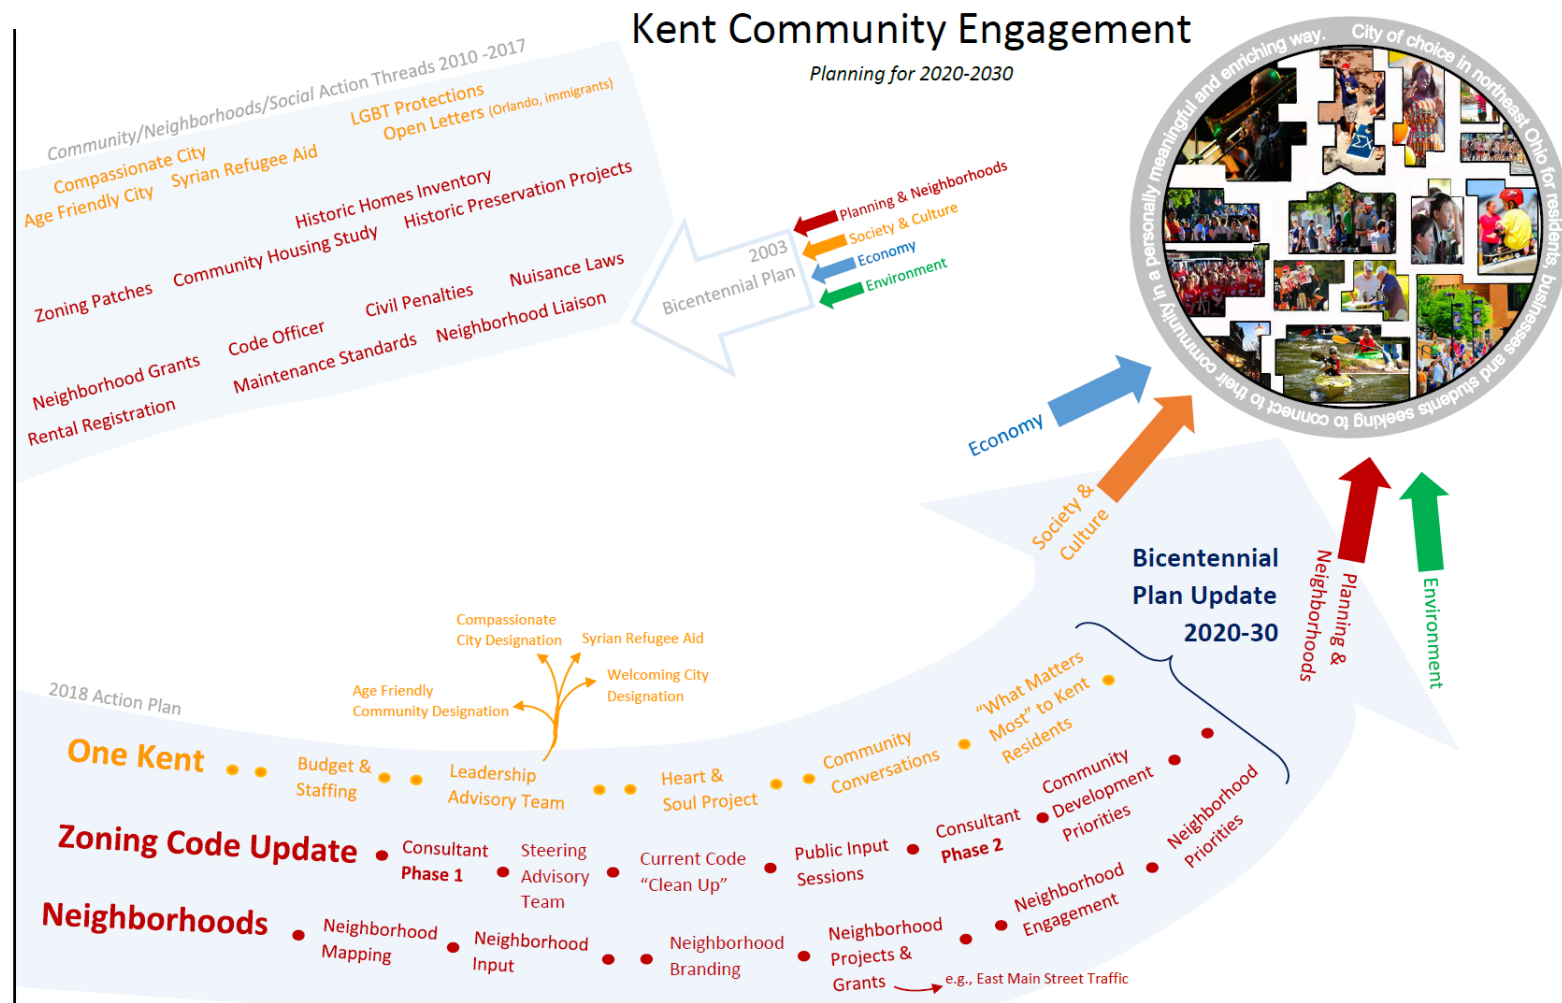 Kent Community Engagement
Planning for 2020-2030
Community/Neighborhoods/Social Action Threads 2010 -2017
LGBT Protections
Open Letters (Orlando, immigrants)
Compassionate City
Syrian Refugee Aid
Age Friendly City
Historic Homes Inventory
Historic Preservation Projects
Community Housing Study
Zoning Patches
Nuisance Laws
Civil Penalties
Neighborhood Liaison
Code Officer
Maintenance Standards
Neighborhood Grants
Rental Registration
2003
Bicentennial Plan
Planning & Neighborhoods
Society & Culture
Economy
Environment
City of choice in northeast Ohio for residents, businesses and students seeking to connect to their community in a personally meaningful and enriching way.
ΣX
Economy
Society &
Culture
Planning &
Neighborhoods
Environment
Bicentennial
Plan Update
2020-30
2018 Action Plan
Compassionate
City Designation
Syrian Refugee Aid
Welcoming City
Designation
Age Friendly
Community Designation
One Kent
Budget &
Staffing
Leadership
Advisory Team
Heart &
Soul Project
Community
Conversations
“What Matters
Most” to Kent
Residents
Zoning Code Update
Consultant
Phase 1
Steering
Advisory
Team
Current Code
“Clean Up”
Public Input
Sessions
Consultant
Phase 2
Community
Development
Priorities
Neighborhoods
Neighborhood
Mapping
Neighborhood
Input
Neighborhood
Branding
Neighborhood
Projects &
Grants
e.g., East Main Street Traffic
Neighborhood
Engagement
Neighborhood
Priorities